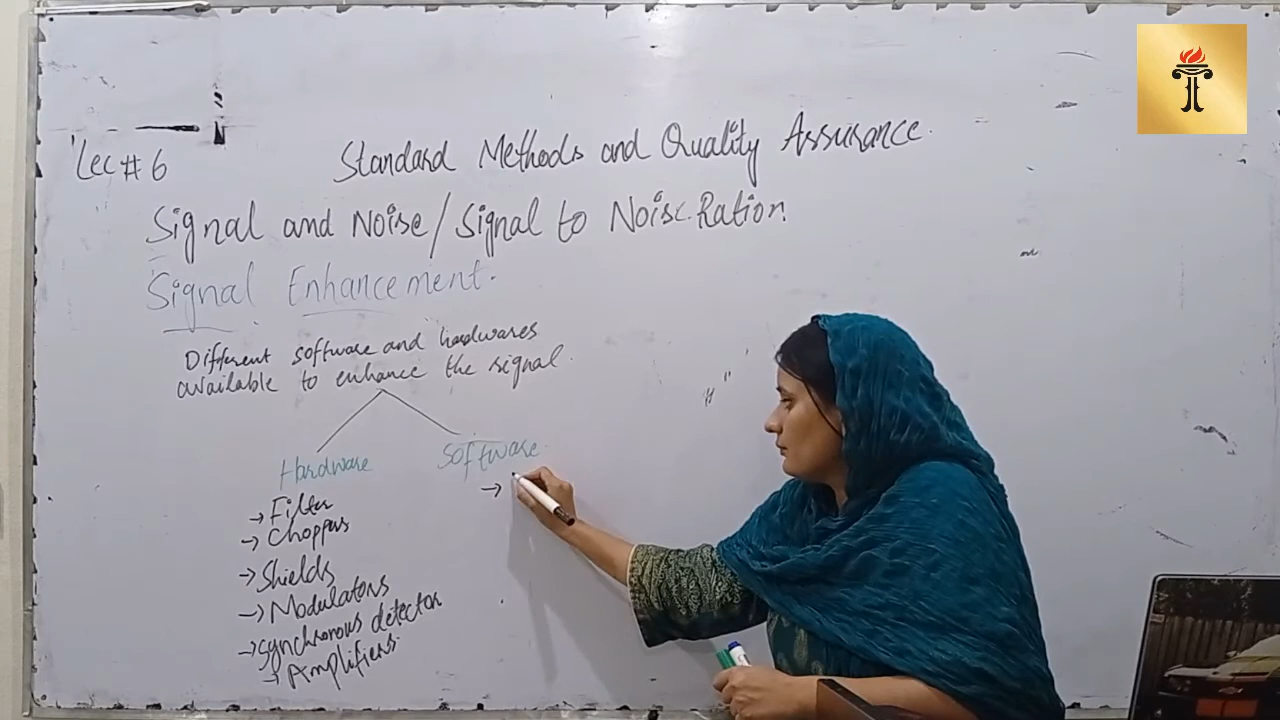 Lec # 6
Standard Methods and Quality Assurance.
Signal and Noise/Signal to Noise Ration
Signal Enhancement.
Different software and hardwares
available to enhance the signal.
Hardware
→ Filter
→ Choppers
→ Shields
→ Modulators
→ Synchronous detector
→ Amplifiers.
Software.
→